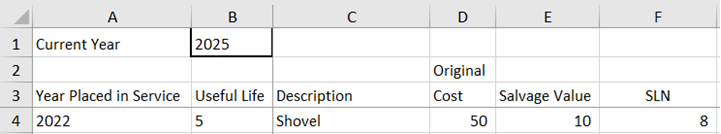 A B C D E F
1 Current Year 2025
2 Original
3 Year Placed in Service Useful Life Description Cost Salvage Value SLN
4 2022 5 Shovel 50 10 8